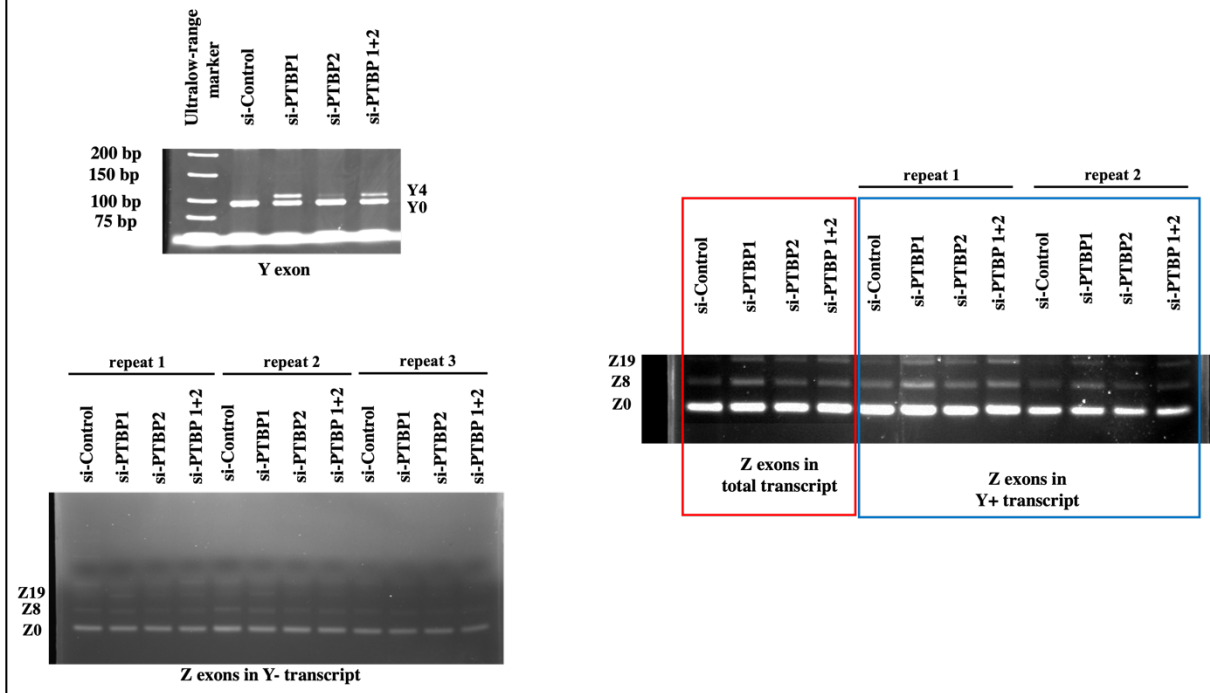 Ultralow-range
marker
si-Control
si-PTBP1
si-PTBP2
si-PTBP 1+2
200 bp
150 bp
100 bp
75 bp
Y4
Y0
Y exon
repeat 1
repeat 2
repeat 3
si-Control
si-PTBP1
si-PTBP2
si-PTBP 1+2
si-Control
si-PTBP1
si-PTBP2
si-PTBP 1+2
si-Control
si-PTBP1
si-PTBP2
si-PTBP 1+2
Z19
Z8
Z0
Z exons in Y- transcript
repeat 1
repeat 2
si-Control
si-PTBP1
si-PTBP2
si-PTBP 1+2
si-Control
si-PTBP1
si-PTBP2
si-PTBP 1+2
si-Control
si-PTBP1
si-PTBP2
si-PTBP 1+2
Z19
Z8
Z0
Z exons in
total transcript
Z exons in
Y+ transcript